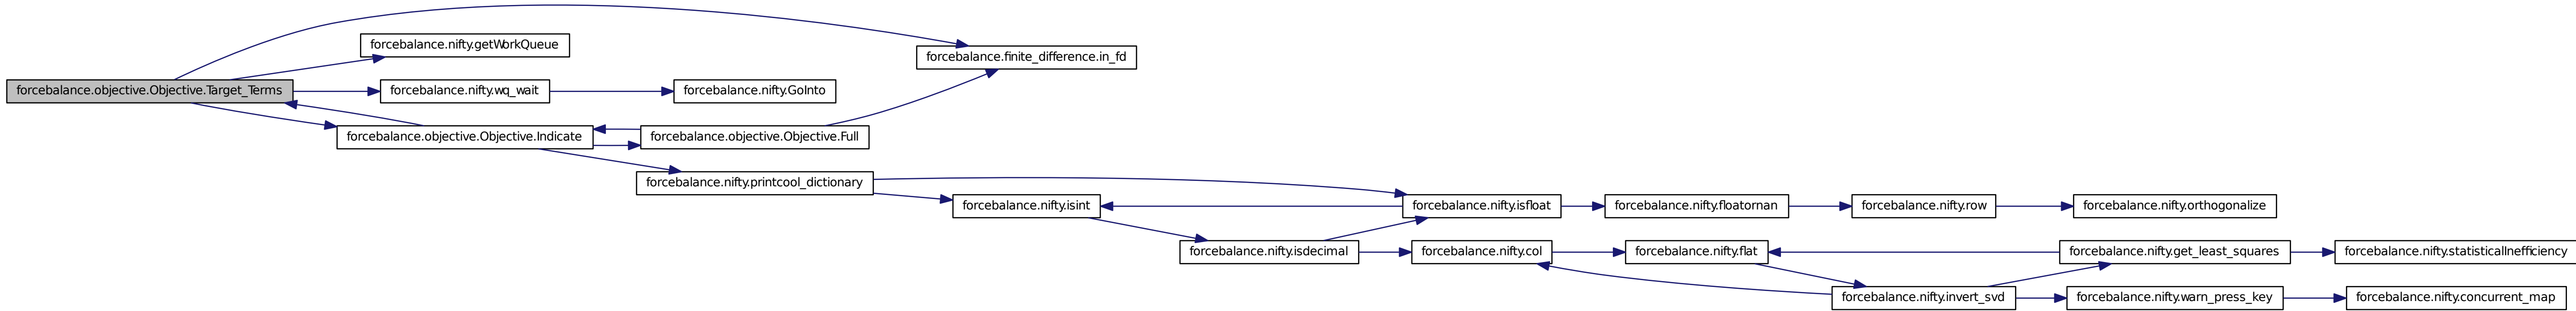 forcebalance.nifty.getWorkQueue
forcebalance.finite_difference.in_fd
forcebalance.objective.Objective.Target_Terms
forcebalance.nifty.wq_wait
forcebalance.nifty.GoInto
forcebalance.objective.Objective.Indicate
forcebalance.objective.Objective.Full
forcebalance.nifty.printcool_dictionary
forcebalance.nifty.isint
forcebalance.nifty.isfloat
forcebalance.nifty.floatornan
forcebalance.nifty.row
forcebalance.nifty.orthogonalize
forcebalance.nifty.isdecimal
forcebalance.nifty.col
forcebalance.nifty.flat
forcebalance.nifty.get_least_squares
forcebalance.nifty.statisticalInefficiency
forcebalance.nifty.invert_svd
forcebalance.nifty.warn_press_key
forcebalance.nifty.concurrent_map